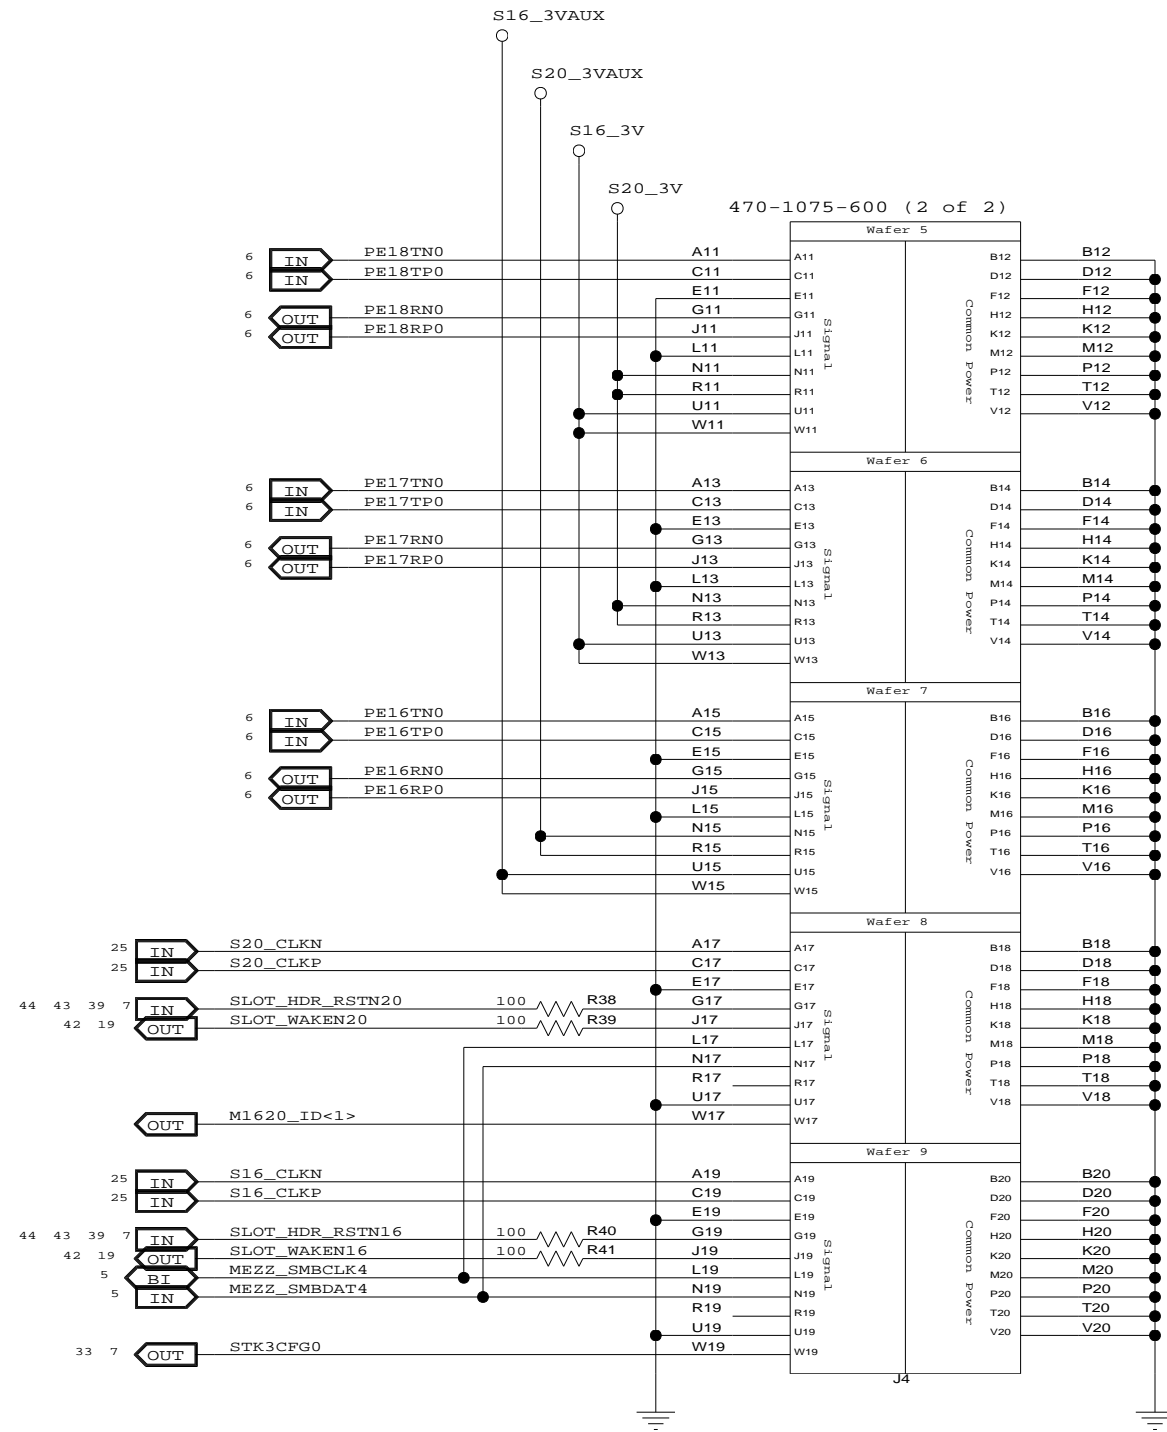 S16_3VAUX
S20_3VAUX
S16_3V
S20_3V
470-1075-600 (2 of 2)
Wafer 5
6 IN PE18TN0 A11 A11 B12 B12
6 IN PE18TP0 C11 C11 D12 D12
E11 E11 F12 F12
6 OUT PE18RN0 G11 G11 H12 H12
6 OUT PE18RP0 J11 J11 K12 K12
L11 L11 M12 M12
N11 N11 P12 P12
R11 R11 T12 T12
U11 U11 V12 V12
W11 W11
Signal
Common Power
Wafer 6
6 IN PE17TN0 A13 A13 B14 B14
6 IN PE17TP0 C13 C13 D14 D14
E13 E13 F14 F14
6 OUT PE17RN0 G13 G13 H14 H14
6 OUT PE17RP0 J13 J13 K14 K14
L13 L13 M14 M14
N13 N13 P14 P14
R13 R13 T14 T14
U13 U13 V14 V14
W13 W13
Signal
Common Power
Wafer 7
6 IN PE16TN0 A15 A15 B16 B16
6 IN PE16TP0 C15 C15 D16 D16
E15 E15 F16 F16
6 OUT PE16RN0 G15 G15 H16 H16
6 OUT PE16RP0 J15 J15 K16 K16
L15 L15 M16 M16
N15 N15 P16 P16
R15 R15 T16 T16
U15 U15 V16 V16
W15 W15
Signal
Common Power
Wafer 8
25 IN S20_CLKN A17 A17 B18 B18
25 IN S20_CLKP C17 C17 D18 D18
E17 E17 F18 F18
44 43 39 7 IN SLOT_HDR_RSTN20 100 R38 G17 G17 H18 H18
42 19 OUT SLOT_WAKEN20 100 R39 J17 J17 K18 K18
L17 L17 M18 M18
N17 N17 P18 P18
R17 R17 T18 T18
U17 U17 V18 V18
OUT M1620_ID<1> W17 W17
Signal
Common Power
Wafer 9
25 IN S16_CLKN A19 A19 B20 B20
25 IN S16_CLKP C19 C19 D20 D20
E19 E19 F20 F20
44 43 39 7 IN SLOT_HDR_RSTN16 100 R40 G19 G19 H20 H20
42 19 OUT SLOT_WAKEN16 100 R41 J19 J19 K20 K20
5 BI MEZZ_SMBCLK4 L19 L19 M20 M20
5 IN MEZZ_SMBDAT4 N19 N19 P20 P20
R19 R19 T20 T20
U19 U19 V20 V20
33 7 OUT STK3CFG0 W19 W19
Signal
Common Power
J4